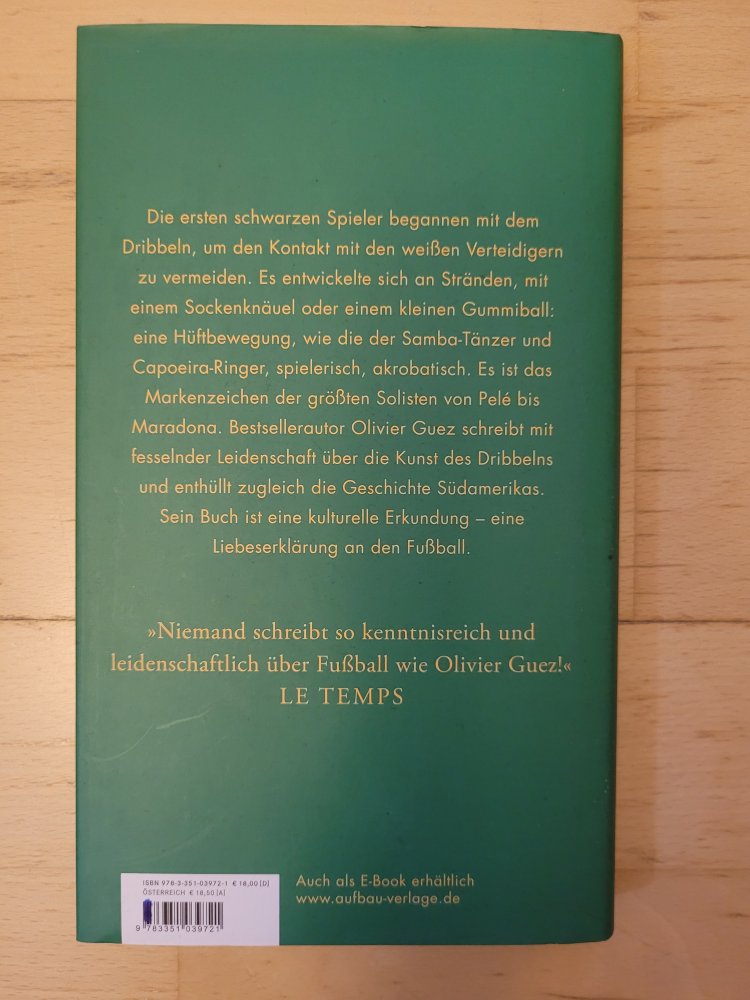 Die ersten schwarzen Spieler begannen mit dem
Dribbeln, um den Kontakt mit den weißen Verteidigern
zu vermeiden. Es entwickelte sich an Stränden, mit
einem Sockenknäuel oder einem kleinen Gummiball:
eine Hüftbewegung, wie die der Samba-Tänzer und
Capoeira-Ringer, spielerisch, akrobatisch. Es ist das
Markenzeichen der größten Solisten von Pelé bis
Maradona. Bestsellerautor Olivier Guez schreibt mit
fesselnder Leidenschaft über die Kunst des Dribbelns
und enthüllt zugleich die Geschichte Südamerikas.
Sein Buch ist eine kulturelle Erkundung – eine
Liebeserklärung an den Fußball.
»Niemand schreibt so kenntnisreich und
leidenschaftlich über Fußball wie Olivier Guez!«
LE TEMPS
ISBN 978-3-351-03972-1 € 18,00 [D]
ÖSTERREICH € 18,50 [A]
9 783351 039721
Auch als E-Book erhältlich
www.aufbau-verlage.de